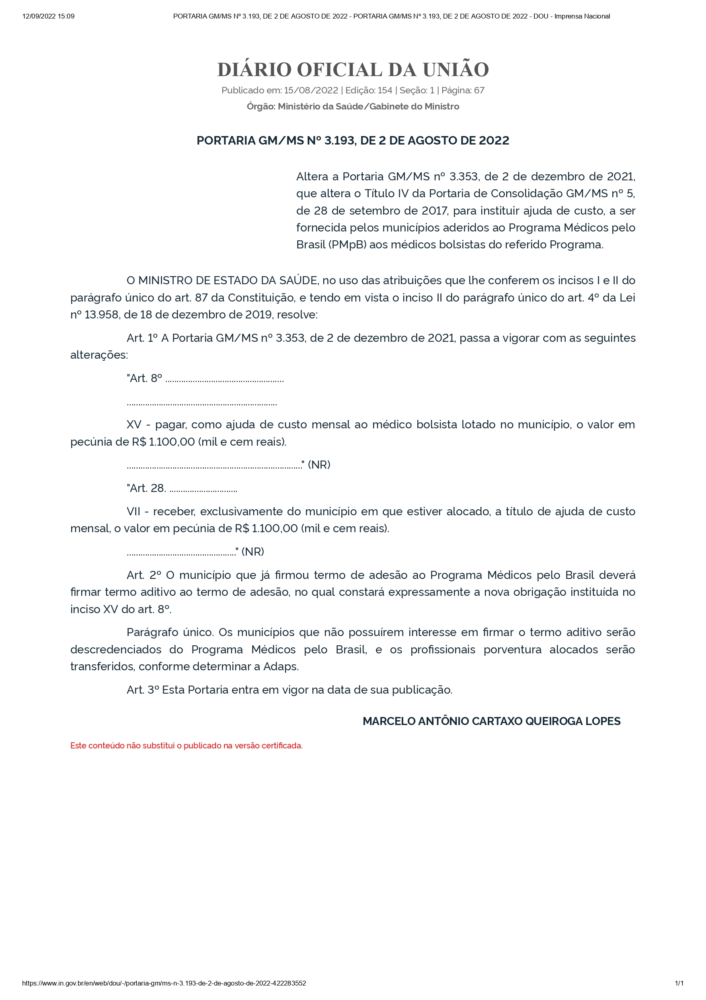 12/09/2022 15:09
PORTARIA GM/MS Nº 3.193, DE 2 DE AGOSTO DE 2022 - PORTARIA GM/MS Nº 3.193, DE 2 DE AGOSTO DE 2022 - DOU - Imprensa Nacional
DIÁRIO OFICIAL DA UNIÃO
Publicado em: 15/08/2022 | Edição: 154 | Seção: 1 | Página: 67
Órgão: Ministério da Saúde/Gabinete do Ministro
PORTARIA GM/MS Nº 3.193, DE 2 DE AGOSTO DE 2022
Altera a Portaria GM/MS nº 3.353, de 2 de dezembro de 2021,
que altera o Título IV da Portaria de Consolidação GM/MS nº 5,
de 28 de setembro de 2017, para instituir ajuda de custo, a ser
fornecida pelos municípios aderidos ao Programa Médicos pelo
Brasil (PMpB) aos médicos bolsistas do referido Programa.
O MINISTRO DE ESTADO DA SAÚDE, no uso das atribuições que lhe conferem os incisos I e II do
parágrafo único do art. 87 da Constituição, e tendo em vista o inciso II do parágrafo único do art. 4º da Lei
nº 13.958, de 18 de dezembro de 2019, resolve:
Art. 1º A Portaria GM/MS nº 3.353, de 2 de dezembro de 2021, passa a vigorar com as seguintes
alterações:
"Art. 8º ....................................................
..................................................................
XV - pagar, como ajuda de custo mensal ao médico bolsista lotado no município, o valor em
pecúnia de R$ 1.100,00 (mil e cem reais).
............................................................................." (NR)
"Art. 28. ..............................
VII - receber, exclusivamente do município em que estiver alocado, a título de ajuda de custo
mensal, o valor em pecúnia de R$ 1.100,00 (mil e cem reais).
................................................" (NR)
Art. 2º O município que já firmou termo de adesão ao Programa Médicos pelo Brasil deverá
firmar termo aditivo ao termo de adesão, no qual constará expressamente a nova obrigação instituída no
inciso XV do art. 8º.
Parágrafo único. Os municípios que não possuírem interesse em firmar o termo aditivo serão
descredenciados do Programa Médicos pelo Brasil, e os profissionais porventura alocados serão
transferidos, conforme determinar a Adaps.
Art. 3º Esta Portaria entra em vigor na data de sua publicação.
MARCELO ANTÔNIO CARTAXO QUEIROGA LOPES
Este conteúdo não substitui o publicado na versão certificada.
https://www.in.gov.br/en/web/dou/-/portaria-gm/ms-n-3.193-de-2-de-agosto-de-2022-422283552
1/1